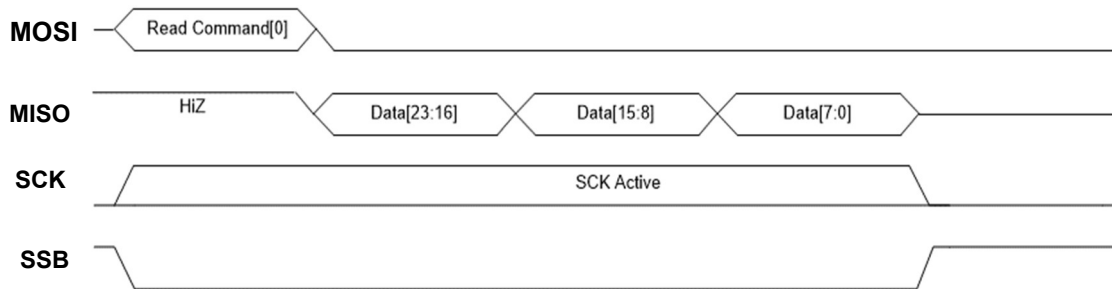 MOSI Read Command[0]
MISO HiZ Data[23:16] Data[15:8] Data[7:0]
SCK SCK Active
SSB